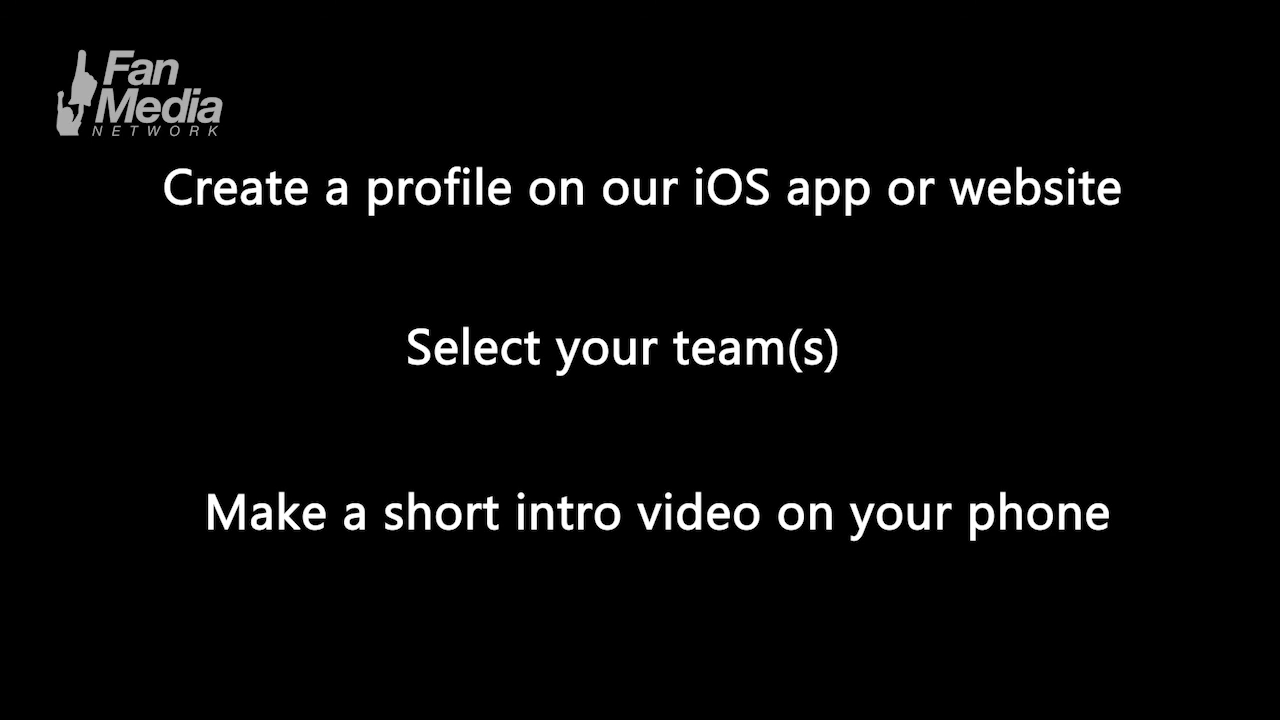 Fan
Media
NETWORK
Create a profile on our iOS app or website
Select your team(s)
Make a short intro video on your phone